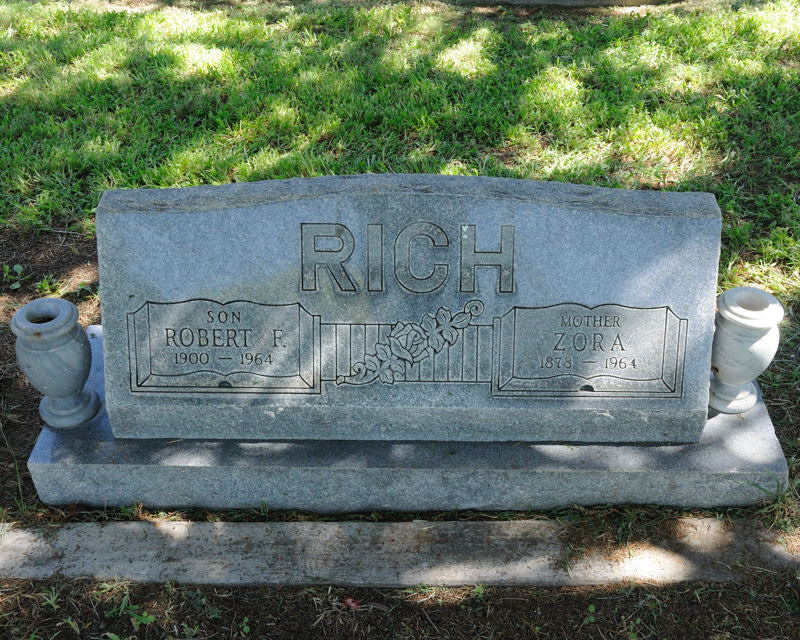 RICH
SON
ROBERT F.
1900 — 1964
MOTHER
ZORA
1878 — 1964